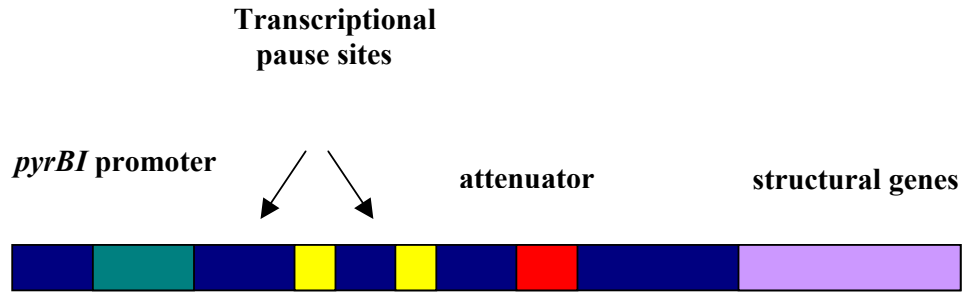 Transcriptional
pause sites
pyrBI promoter
attenuator
structural genes